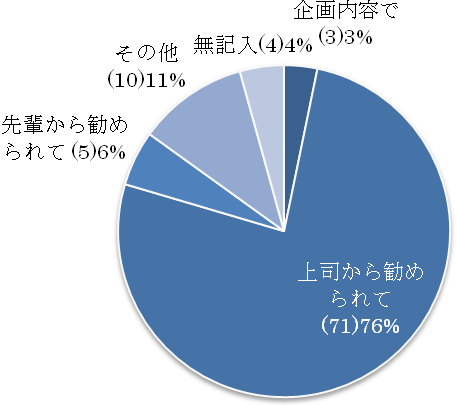 企画内容で
(3)3%
上司から勧め
られて
(71)76%
先輩から勧め
られて (5)6%
その他
(10)11%
無記入(4)4%